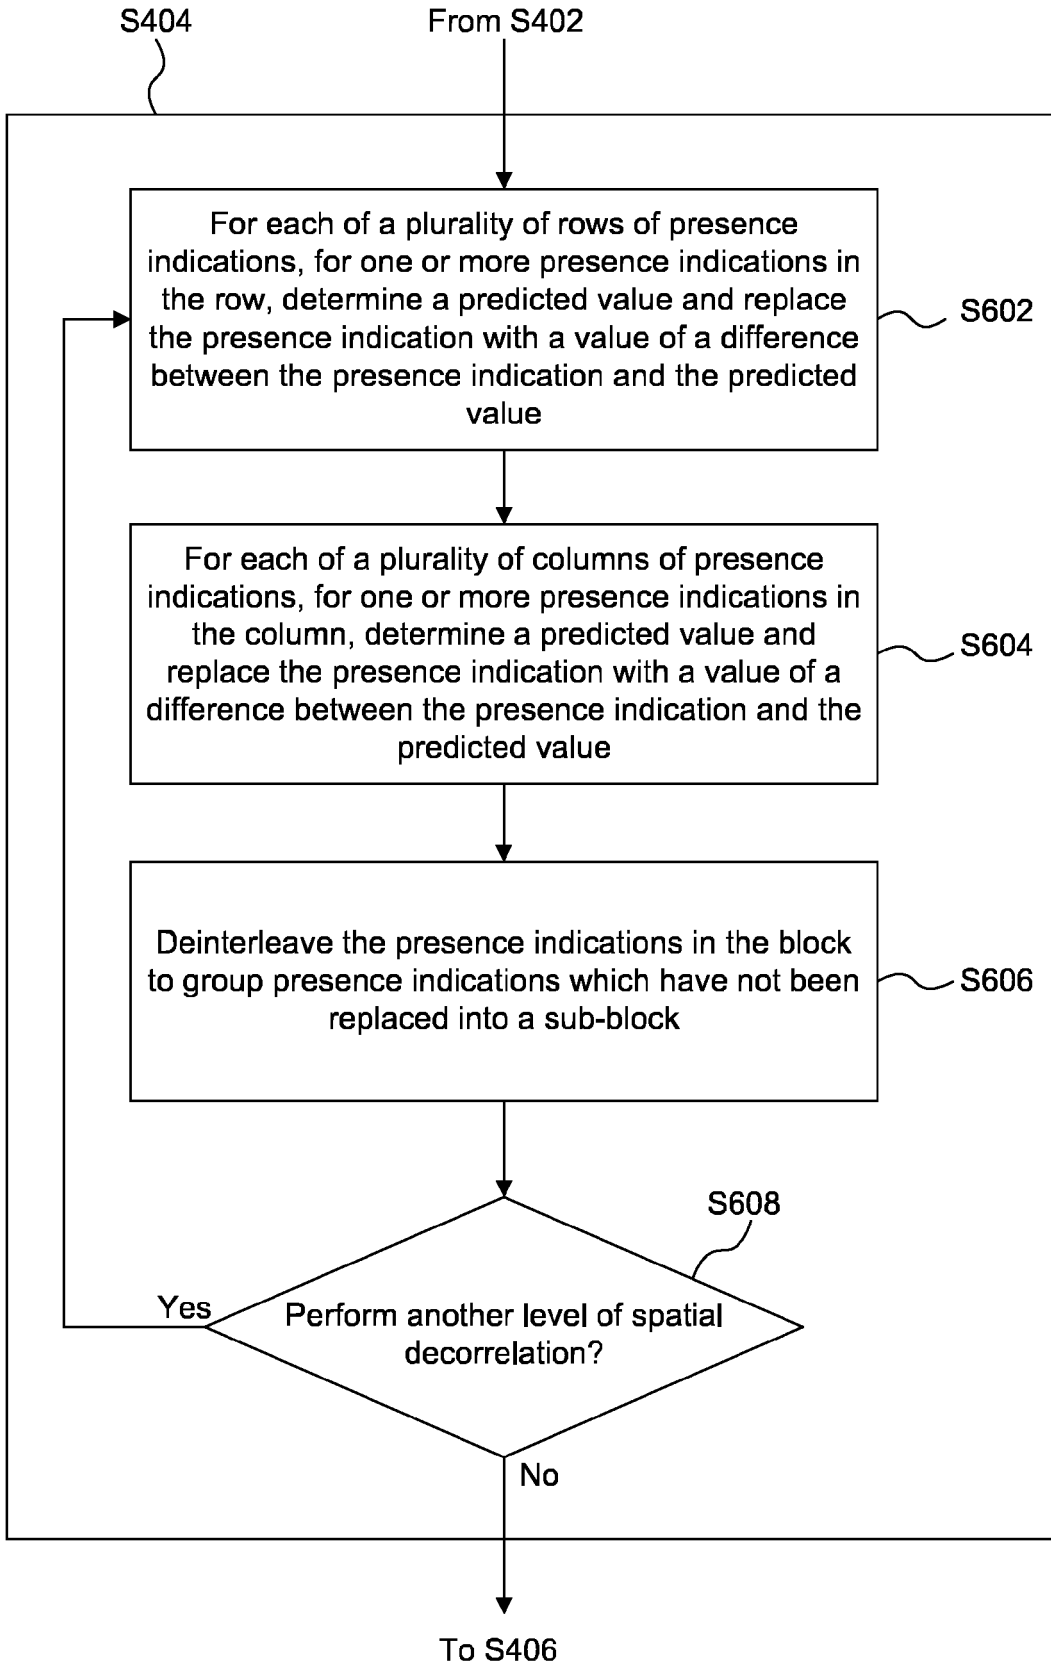 S404
From S402
For each of a plurality of rows of presence
indications, for one or more presence indications in
the row, determine a predicted value and replace
the presence indication with a value of a difference
between the presence indication and the predicted
value
S602
For each of a plurality of columns of presence
indications, for one or more presence indications in
the column, determine a predicted value and
replace the presence indication with a value of a
difference between the presence indication and the
predicted value
S604
Deinterleave the presence indications in the block
to group presence indications which have not been
replaced into a sub-block
S606
S608
Yes
Perform another level of spatial
decorrelation?
No
To S406